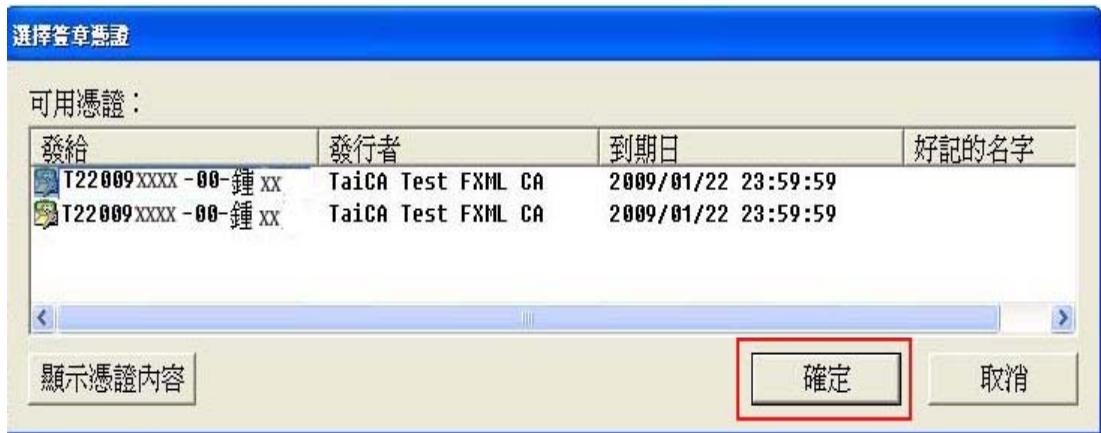 選擇簽章憑證
可用憑證：
發給 發行者 到期日 好記的名字
T22009XXXX-00-鍾xx TaiCA Test FXML CA 2009/01/22 23:59:59
T22009XXXX-00-鍾xx TaiCA Test FXML CA 2009/01/22 23:59:59
顯示憑證內容 確定 取消